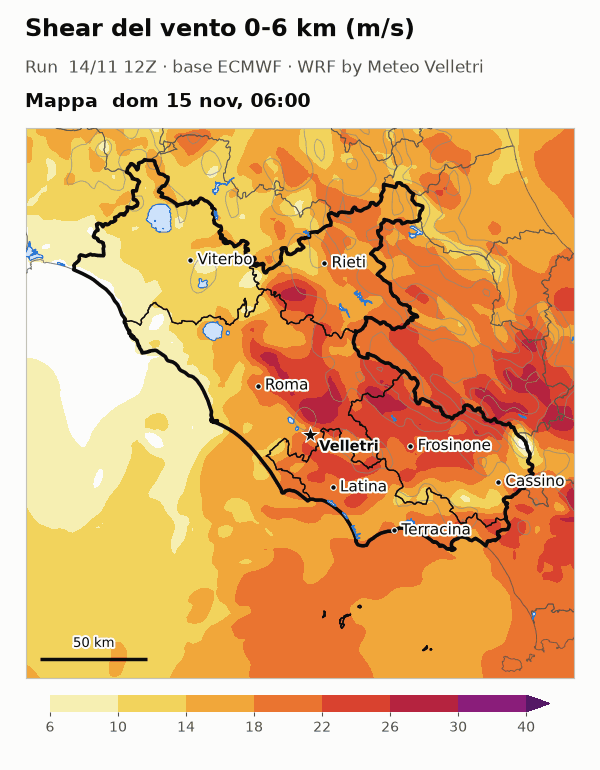 Shear del vento 0-6 km (m/s)
Run  14/11 12Z · base ECMWF · WRF by Meteo Velletri
Mappa  dom 15 nov, 06:00
Viterbo
Rieti
Roma
Velletri
Frosinone
Latina
Cassino
Terracina
50 km
6 10 14 18 22 26 30 40